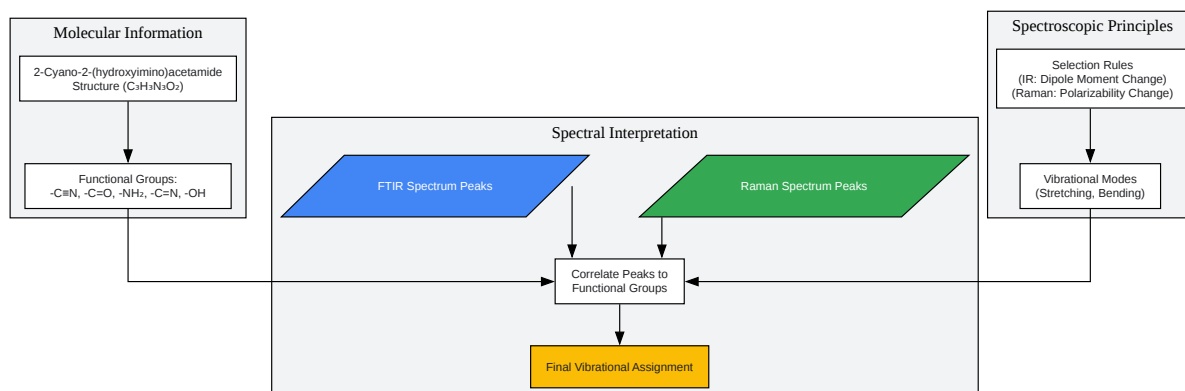 Molecular Information
2-Cyano-2-(hydroxyimino)acetamide
Structure (C₃H₃N₃O₂)
Functional Groups:
-C≡N, -C=O, -NH₂, -C=N, -OH
Spectroscopic Principles
Selection Rules
(IR: Dipole Moment Change)
(Raman: Polarizability Change)
Vibrational Modes
(Stretching, Bending)
Spectral Interpretation
FTIR Spectrum Peaks
Raman Spectrum Peaks
Correlate Peaks to
Functional Groups
Final Vibrational Assignment